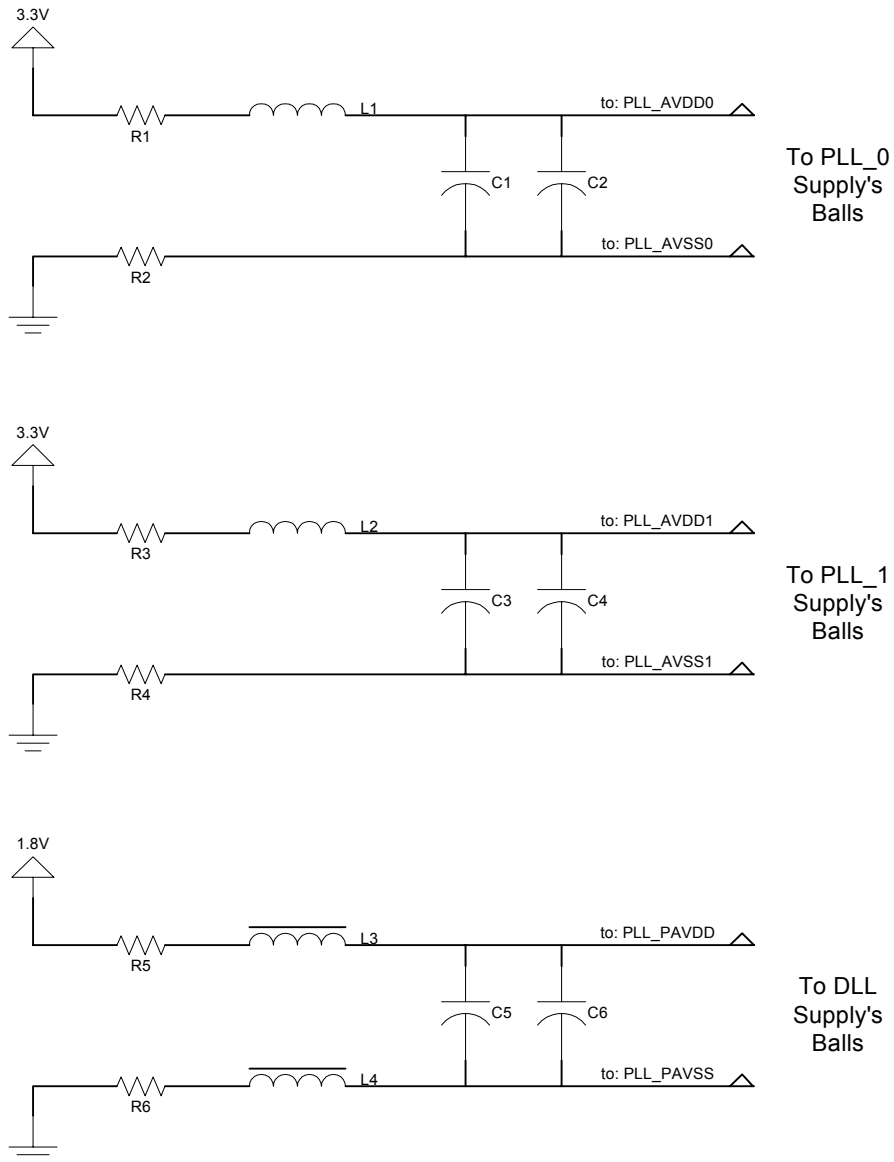 3.3V
to: PLL_AVDD0
L1
R1
To PLL_0
Supply's
Balls
C1
C2
to: PLL_AVSS0
R2
3.3V
to: PLL_AVDD1
L2
R3
To PLL_1
Supply's
Balls
C3
C4
to: PLL_AVSS1
R4
1.8V
to: PLL_PAVDD
L3
R5
To DLL
Supply's
Balls
C5
C6
to: PLL_PAVSS
L4
R6